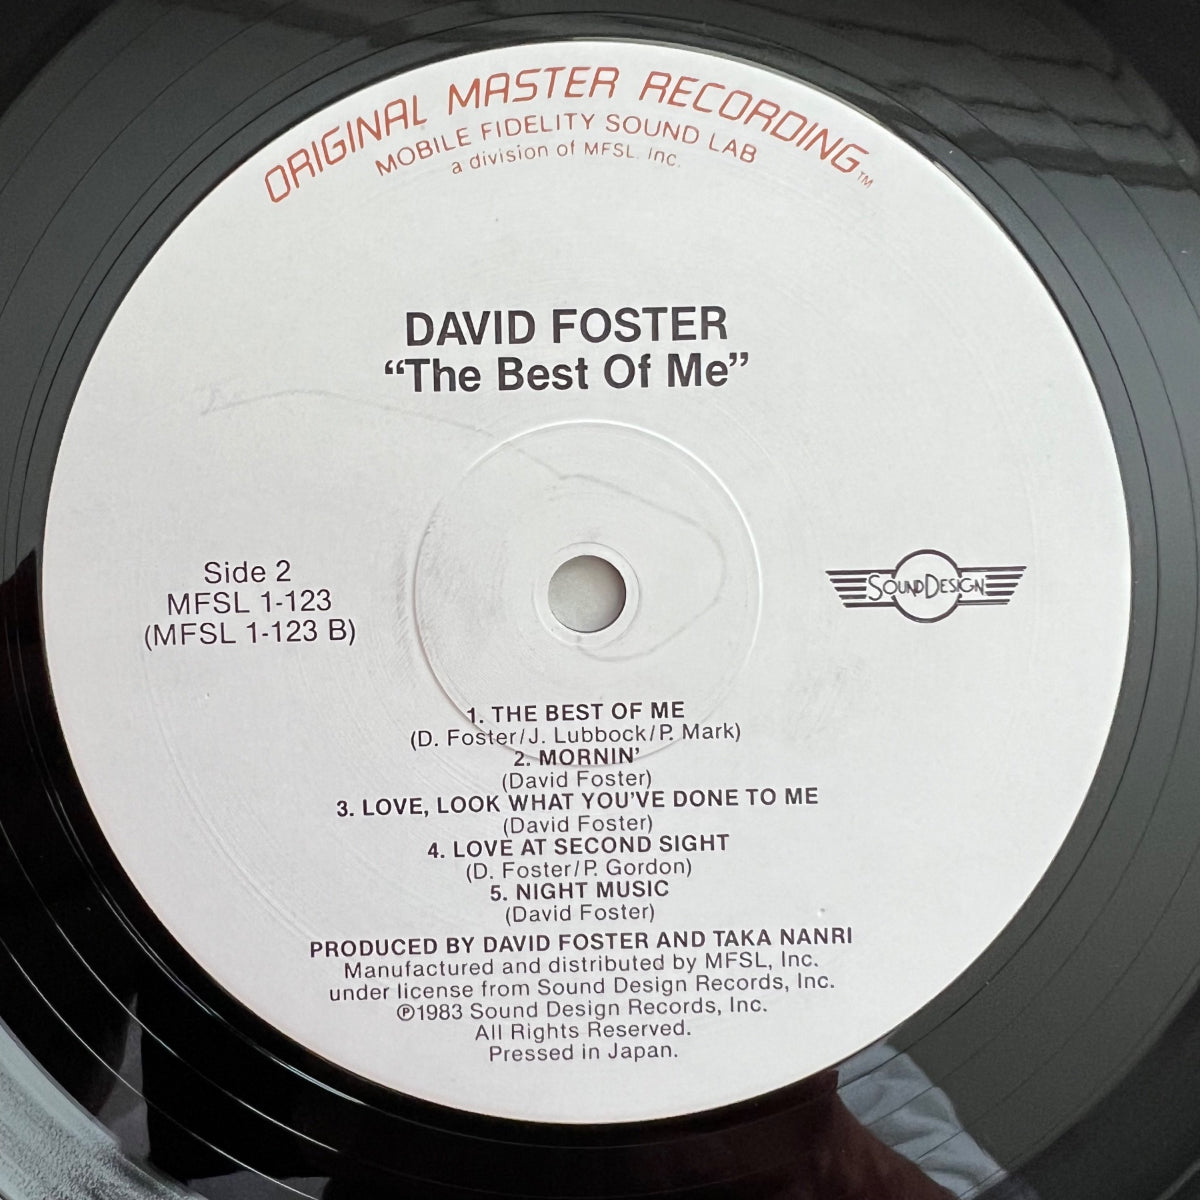 ORIGINAL MASTER RECORDING™
MOBILE FIDELITY SOUND LAB
a division of MFSL. Inc.
DAVID FOSTER
“The Best Of Me”
Side 2
MFSL 1-123
(MFSL 1-123 B)
SOUNDDESIGN
1. THE BEST OF ME
(D. Foster/J. Lubbock/P. Mark)
2. MORNIN’
(David Foster)
3. LOVE, LOOK WHAT YOU’VE DONE TO ME
(David Foster)
4. LOVE AT SECOND SIGHT
(D. Foster/P. Gordon)
5. NIGHT MUSIC
(David Foster)
PRODUCED BY DAVID FOSTER AND TAKA NANRI
Manufactured and distributed by MFSL, Inc.
under license from Sound Design Records, Inc.
℗1983 Sound Design Records, Inc.
All Rights Reserved.
Pressed in Japan.